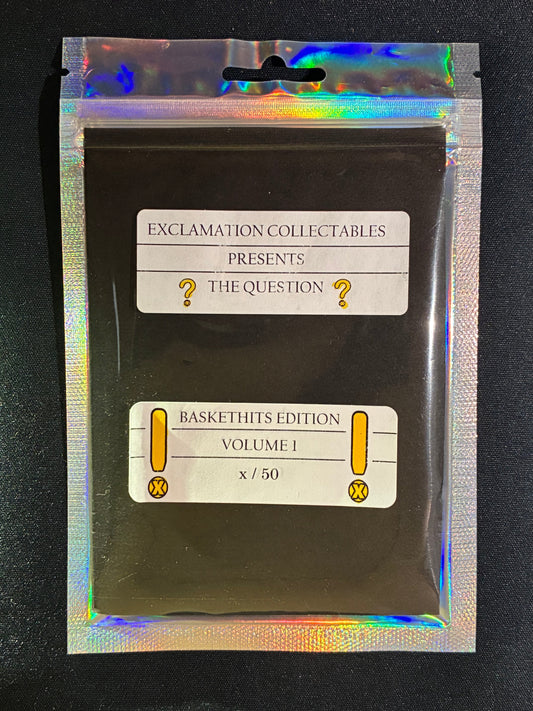 EXCLAMATION COLLECTABLES
PRESENTS
? THE QUESTION ?
! BASKETHITS EDITION !
VOLUME 1
x / 50
X X